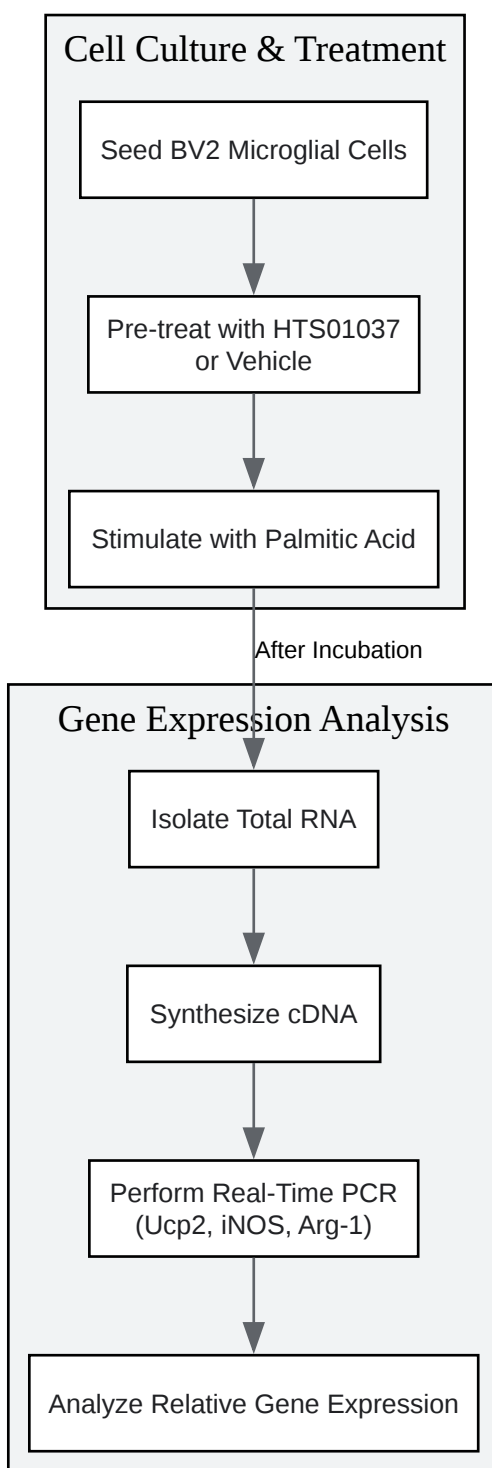 Cell Culture & Treatment
Seed BV2 Microglial Cells
Pre-treat with HTS01037
or Vehicle
Stimulate with Palmitic Acid
After Incubation
Gene Expression Analysis
Isolate Total RNA
Synthesize cDNA
Perform Real-Time PCR
(Ucp2, iNOS, Arg-1)
Analyze Relative Gene Expression